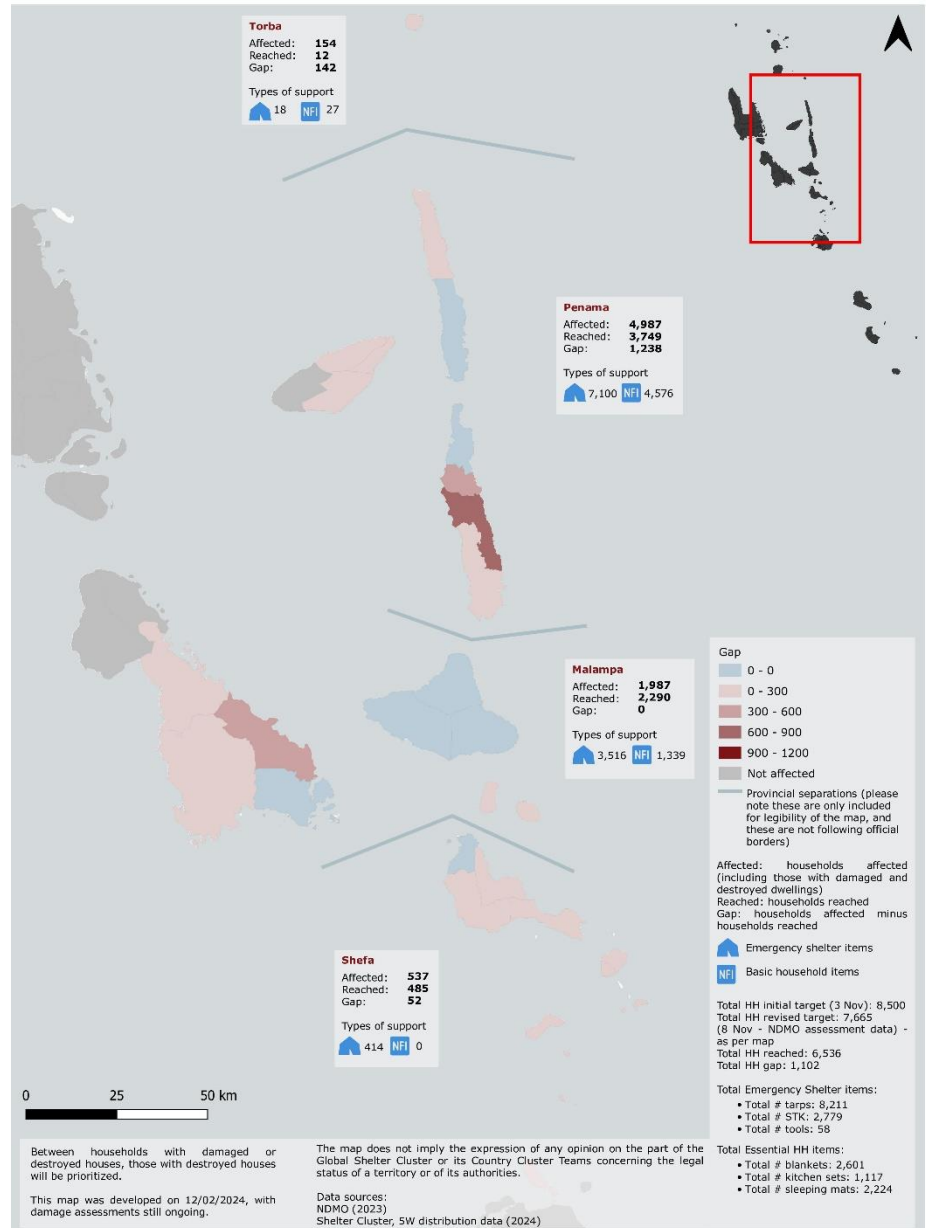 Torba
Affected: 154
Reached: 12
Gap: 142
Types of support
18 NFI 27
Penama
Affected: 4,987
Reached: 3,749
Gap: 1,238
Types of support
7,100 NFI 4,576
Malampa
Affected: 1,987
Reached: 2,290
Gap: 0
Types of support
3,516 NFI 1,339
Shefa
Affected: 537
Reached: 485
Gap: 52
Types of support
414 NFI 0
Gap
0 - 0
0 - 300
300 - 600
600 - 900
900 - 1200
Not affected
Provincial separations (please
note these are only included
for legibility of the map, and
these are not following official
borders)
Affected: households affected
(including those with damaged and
destroyed dwellings)
Reached: households reached
Gap: households affected minus
households reached
Emergency shelter items
NFI Basic household items
Total HH initial target (3 Nov): 8,500
Total HH revised target: 7,665
(8 Nov - NDMO assessment data) -
as per map
Total HH reached: 6,536
Total HH gap: 1,102
Total Emergency Shelter items:
• Total # tarps: 8,211
• Total # STK: 2,779
• Total # tools: 58
Total Essential HH items:
• Total # blankets: 2,601
• Total # kitchen sets: 1,117
• Total # sleeping mats: 2,224
0 25 50 km
Between households with damaged or
destroyed houses, those with destroyed houses
will be prioritized.
This map was developed on 12/02/2024, with
damage assessments still ongoing.
The map does not imply the expression of any opinion on the part of the
Global Shelter Cluster or its Country Cluster Teams concerning the legal
status of a territory or of its authorities.
Data sources:
NDMO (2023)
Shelter Cluster, 5W distribution data (2024)